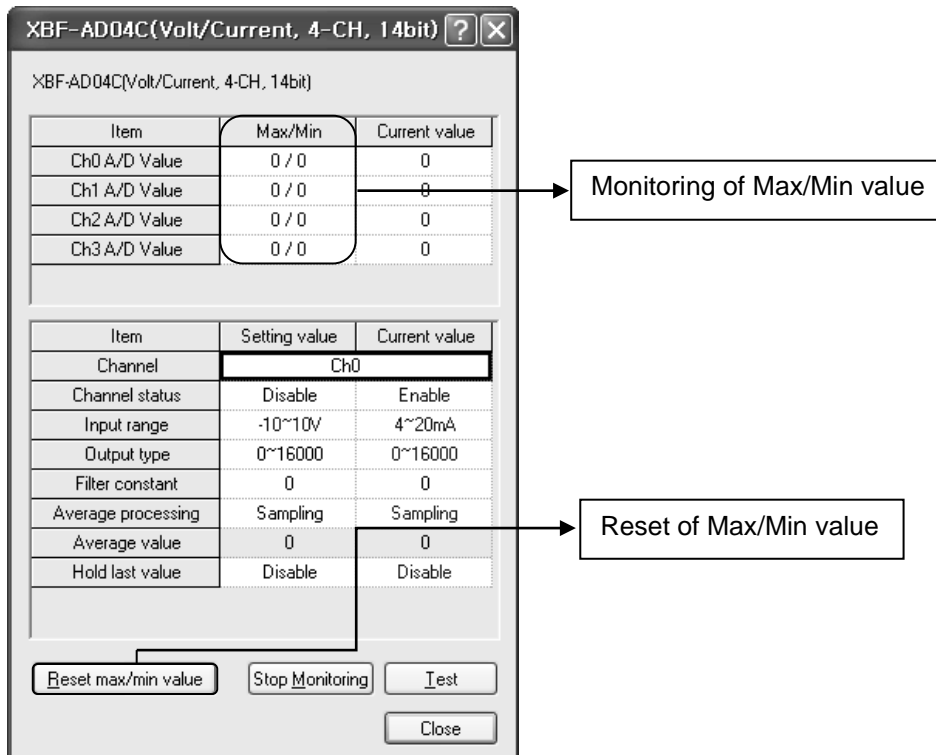 XBF-AD04C(Volt/Current, 4-CH, 14bit) ? X
XBF-AD04C(Volt/Current, 4-CH, 14bit)
Item Max/Min Current value
Ch0 A/D Value 0 / 0 0
Ch1 A/D Value 0 / 0 0
Ch2 A/D Value 0 / 0 0
Ch3 A/D Value 0 / 0 0
Monitoring of Max/Min value
Item Setting value Current value
Channel Ch0
Channel status Disable Enable
Input range -10~10V 4~20mA
Output type 0~16000 0~16000
Filter constant 0 0
Average processing Sampling Sampling
Average value 0 0
Hold last value Disable Disable
Reset of Max/Min value
Reset max/min value Stop Monitoring Test
Close